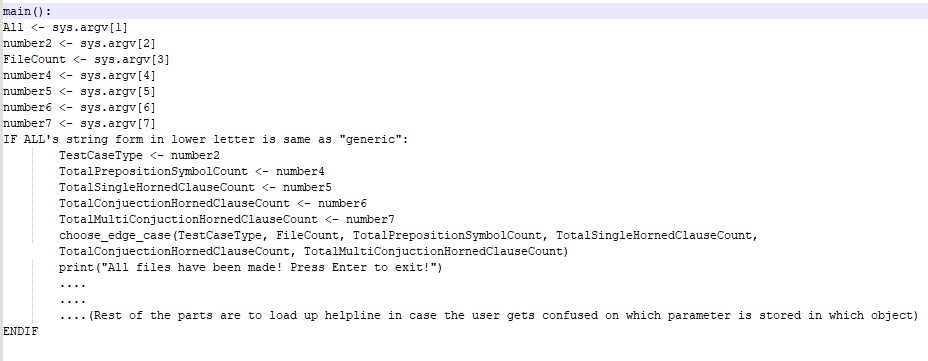 main():
All <- sys.argv[1]
number2 <- sys.argv[2]
FileCount <- sys.argv[3]
number4 <- sys.argv[4]
number5 <- sys.argv[5]
number6 <- sys.argv[6]
number7 <- sys.argv[7]
IF ALL's string form in lower letter is same as "generic":
TestCaseType <- number2
TotalPrepositionSymbolCount <- number4
TotalSingleHornedClauseCount <- number5
TotalConjuectionHornedClauseCount <- number6
TotalMultiConjuctionHornedClauseCount <- number7
choose_edge_case(TestCaseType, FileCount, TotalPrepositionSymbolCount, TotalSingleHornedClauseCount,
TotalConjuectionHornedClauseCount, TotalMultiConjuctionHornedClauseCount)
print("All files have been made! Press Enter to exit!")
....
....
....(Rest of the parts are to load up helpline in case the user gets confused on which parameter is stored in which object)
ENDIF